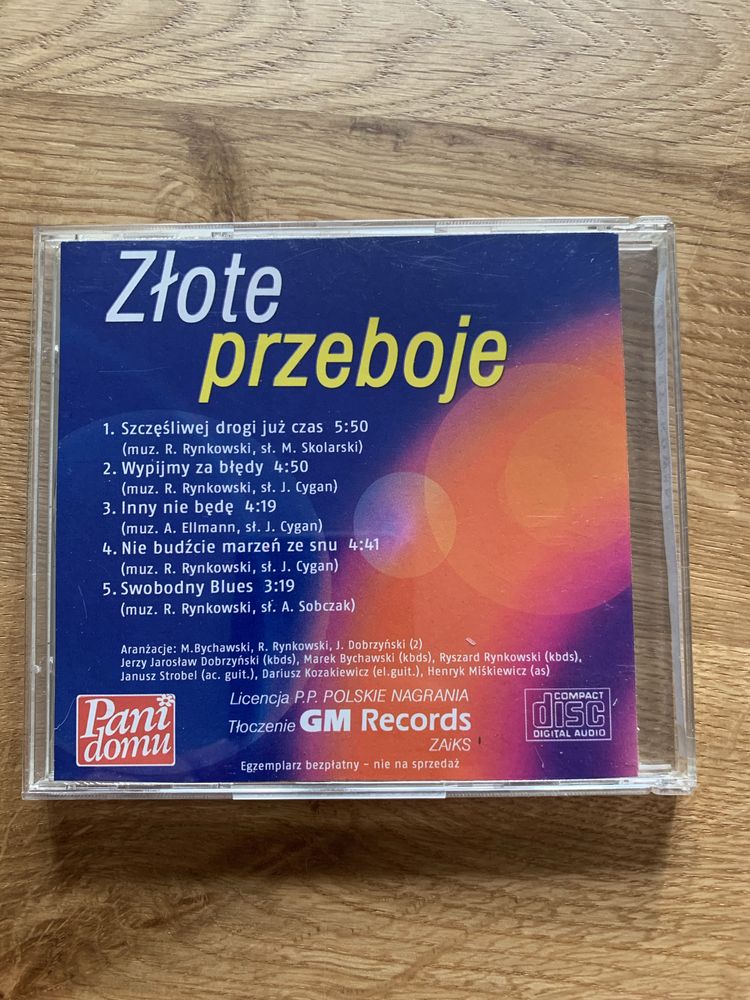 Złote
przeboje
1. Szczęśliwej drogi już czas 5:50
(muz. R. Rynkowski, sł. M. Skolarski)
2. Wypijmy za błędy 4:50
(muz. R. Rynkowski, sł. J. Cygan)
3. Inny nie będę 4:19
(muz. A. Ellmann, sł. J. Cygan)
4. Nie budźcie marzeń ze snu 4:41
(muz. R. Rynkowski, sł. J. Cygan)
5. Swobodny Blues 3:19
(muz. R. Rynkowski, sł. A. Sobczak)
Aranżacje: M.Bychawski, R. Rynkowski, J. Dobrzyński (2)
Jerzy Jarosław Dobrzyński (kbds), Marek Bychawski (kbds), Ryszard Rynkowski (kbds),
Janusz Strobel (ac. guit.), Dariusz Kozakiewicz (el.guit.), Henryk Miśkiewicz (as)
Pani
domu
Licencja P.P. POLSKIE NAGRANIA
Tłoczenie GM Records
ZAiKS
Egzemplarz bezpłatny - nie na sprzedaż
COMPACT
disc
DIGITAL AUDIO